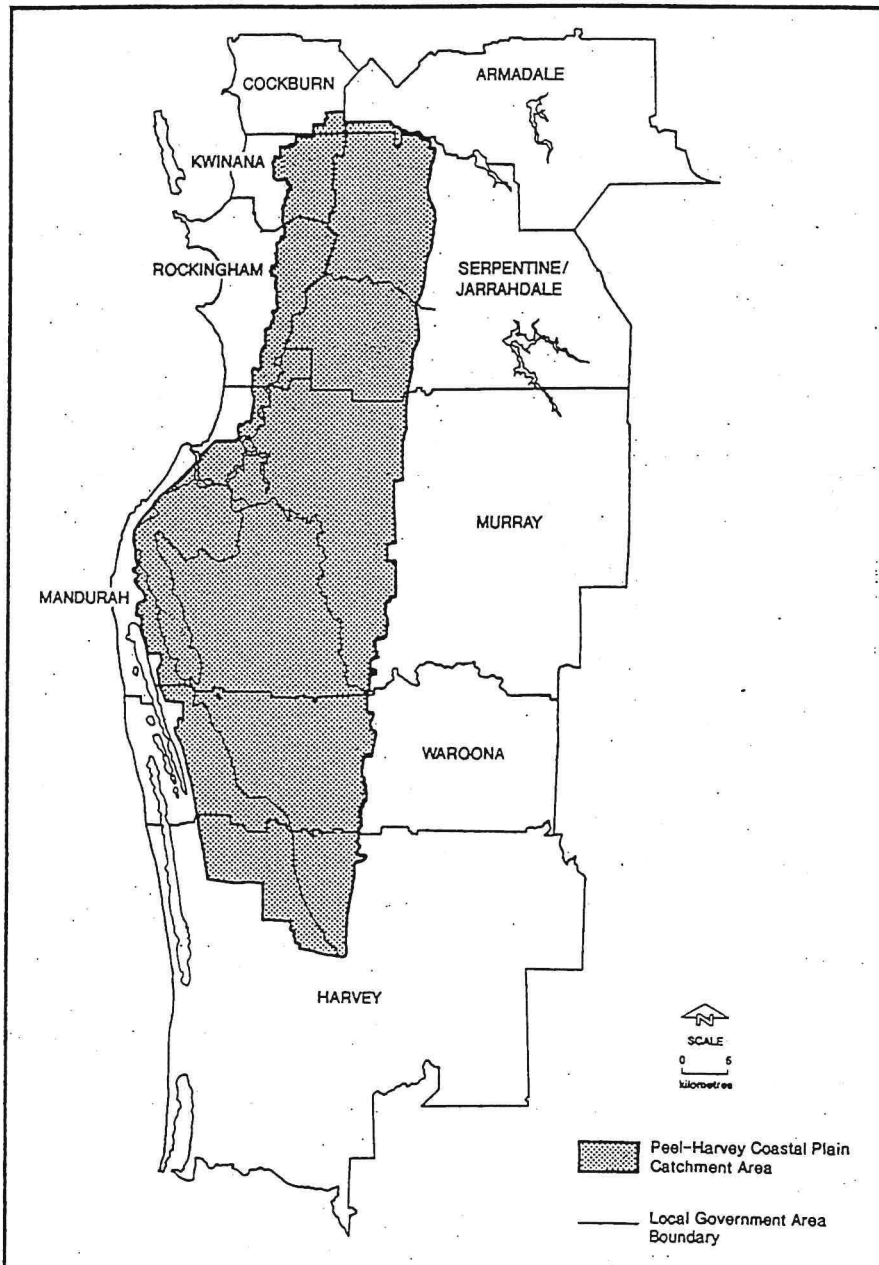 COCKBURN
ARMADALE
KWINANA
ROCKINGHAM
SERPENTINE/
JARRAHDALE
MURRAY
MANDURAH
WAROONA
HARVEY
N
SCALE
0 5
kilometres
Peel-Harvey Coastal Plain
Catchment Area
Local Government Area
Boundary